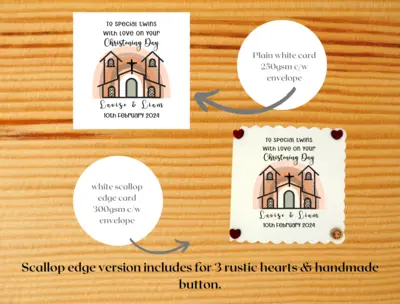 To Special Twins
With Love on Your
Christening Day
Louise & Liam
10th February 2024
Plain white card
250gsm c/w
envelope
white scallop
edge card
300gsm c/w
envelope
To Special Twins
With Love on Your
Christening Day
Louise & Liam
10th February 2024
Scallop edge version includes for 3 rustic hearts & handmade
button.